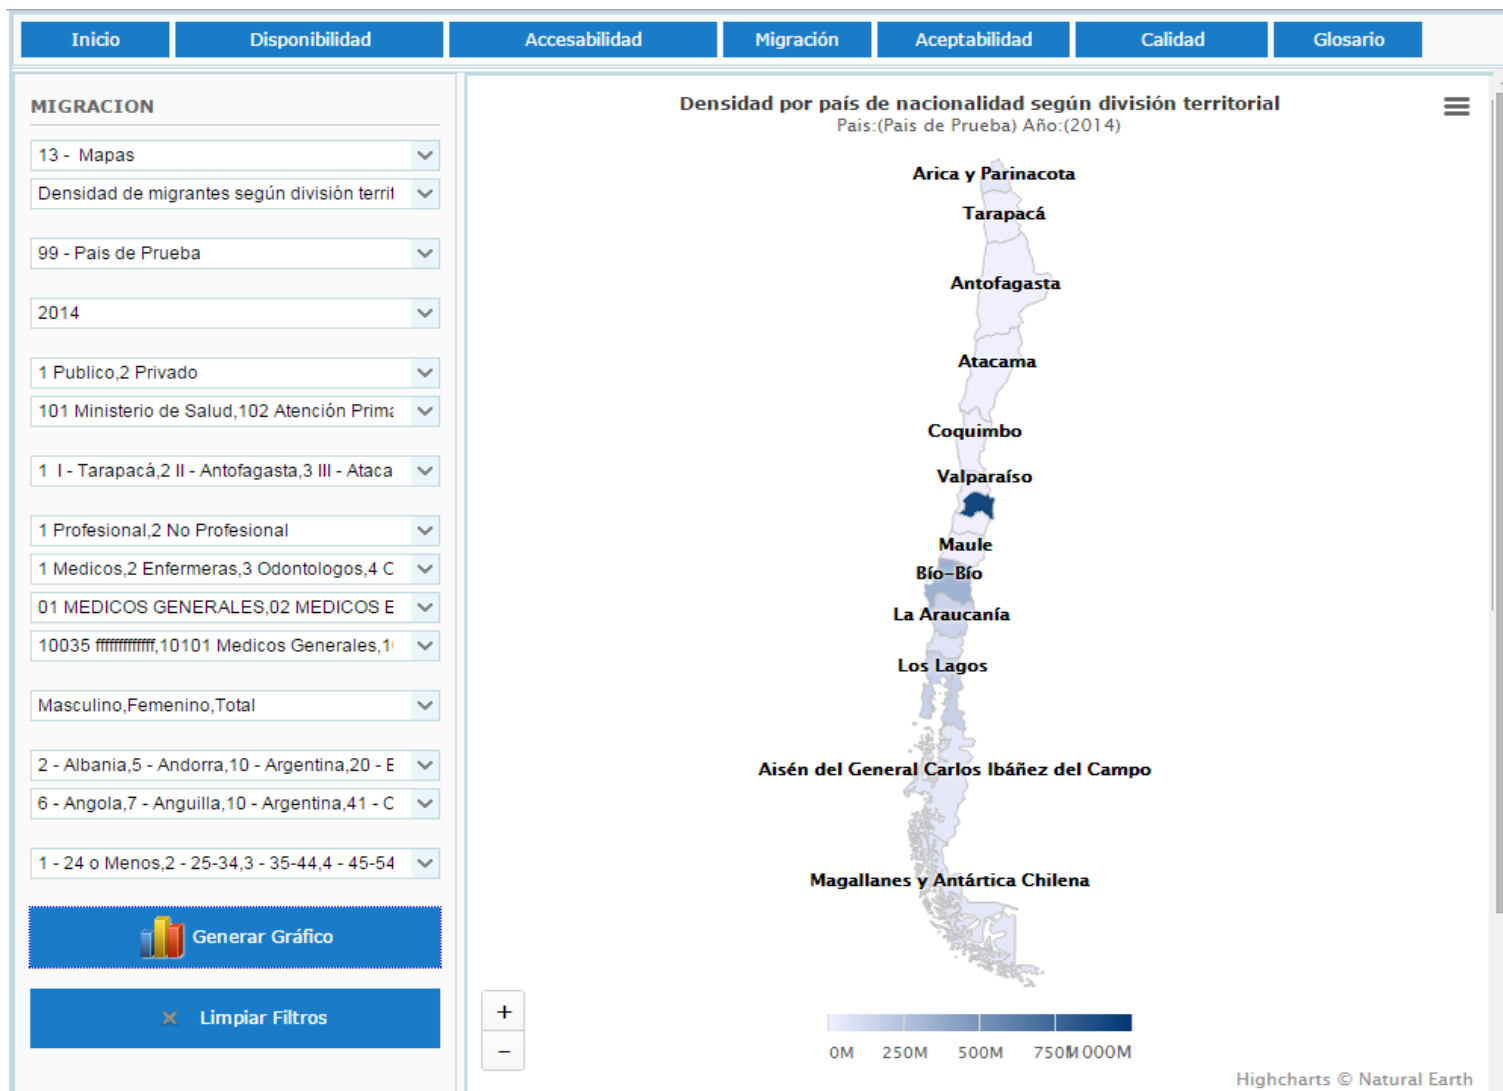 Inicio Disponibilidad Accesabilidad Migración Aceptabilidad Calidad Glosario
MIGRACION
13 - Mapas
Densidad de migrantes según división territ
99 - Pais de Prueba
2014
1 Publico,2 Privado
101 Ministerio de Salud,102 Atención Prima
1 I - Tarapacá,2 II - Antofagasta,3 III - Ataca
1 Profesional,2 No Profesional
1 Medicos,2 Enfermeras,3 Odontologos,4 C
01 MEDICOS GENERALES,02 MEDICOS E
10035 fffffffffffff,10101 Medicos Generales,1
Masculino,Femenino,Total
2 - Albania,5 - Andorra,10 - Argentina,20 - E
6 - Angola,7 - Anguilla,10 - Argentina,41 - C
1 - 24 o Menos,2 - 25-34,3 - 35-44,4 - 45-54
Generar Gráfico
Limpiar Filtros
Densidad por país de nacionalidad según división territorial
Pais:(Pais de Prueba) Año:(2014)
Arica y Parinacota
Tarapacá
Antofagasta
Atacama
Coquimbo
Valparaíso
Maule
Bío-Bío
La Araucanía
Los Lagos
Aisén del General Carlos Ibáñez del Campo
Magallanes y Antártica Chilena
+
−
0M 250M 500M 750M 1000M
Highcharts © Natural Earth